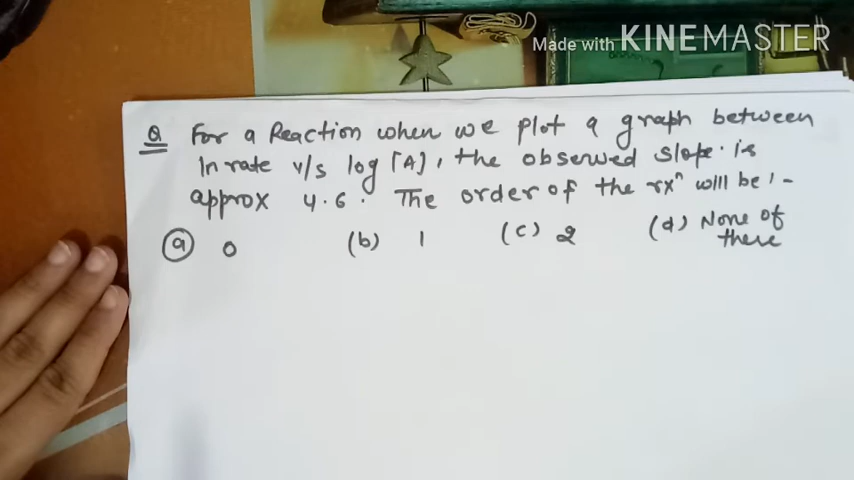 Made with KINEMASTER
Q For a Reaction when we plot a graph between
ln rate v/s log [A], the observed slope. is
approx 4.6. The order of the rxⁿ will be!-
(a) 0 (b) 1 (c) 2 (d) None of
there